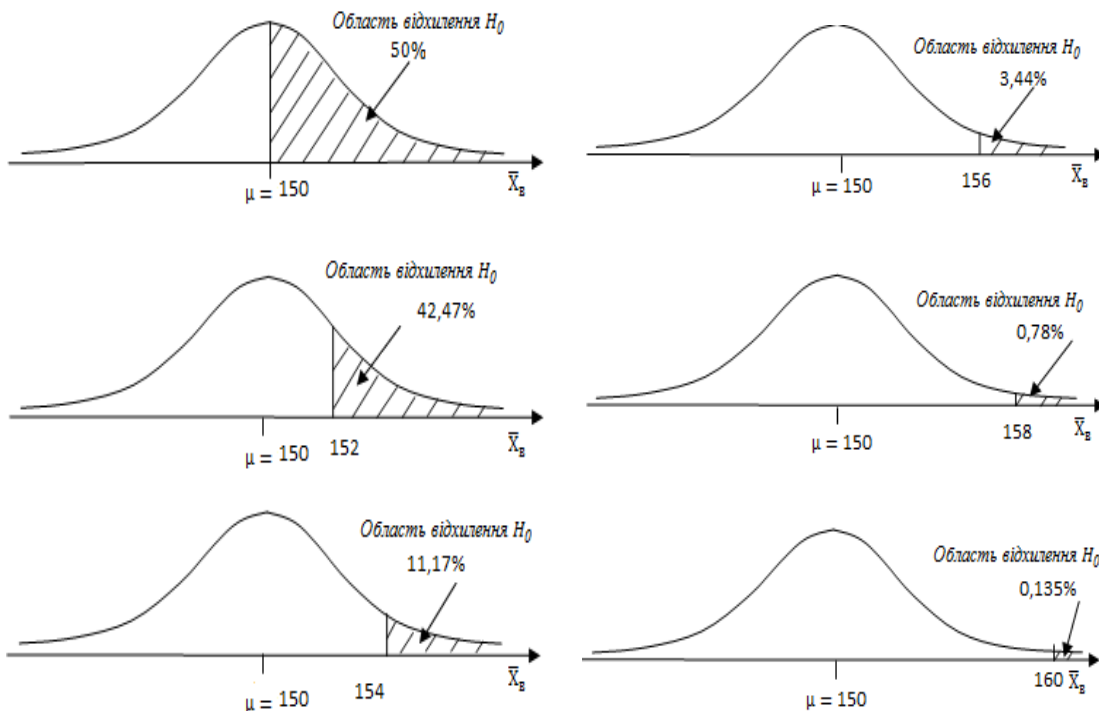 Область відхилення H₀
50%
μ = 150
X̅в
Область відхилення H₀
3,44%
μ = 150
156
X̅в
Область відхилення H₀
42,47%
μ = 150
152
X̅в
Область відхилення H₀
0,78%
μ = 150
158
X̅в
Область відхилення H₀
11,17%
μ = 150
154
X̅в
Область відхилення H₀
0,135%
μ = 150
160
X̅в